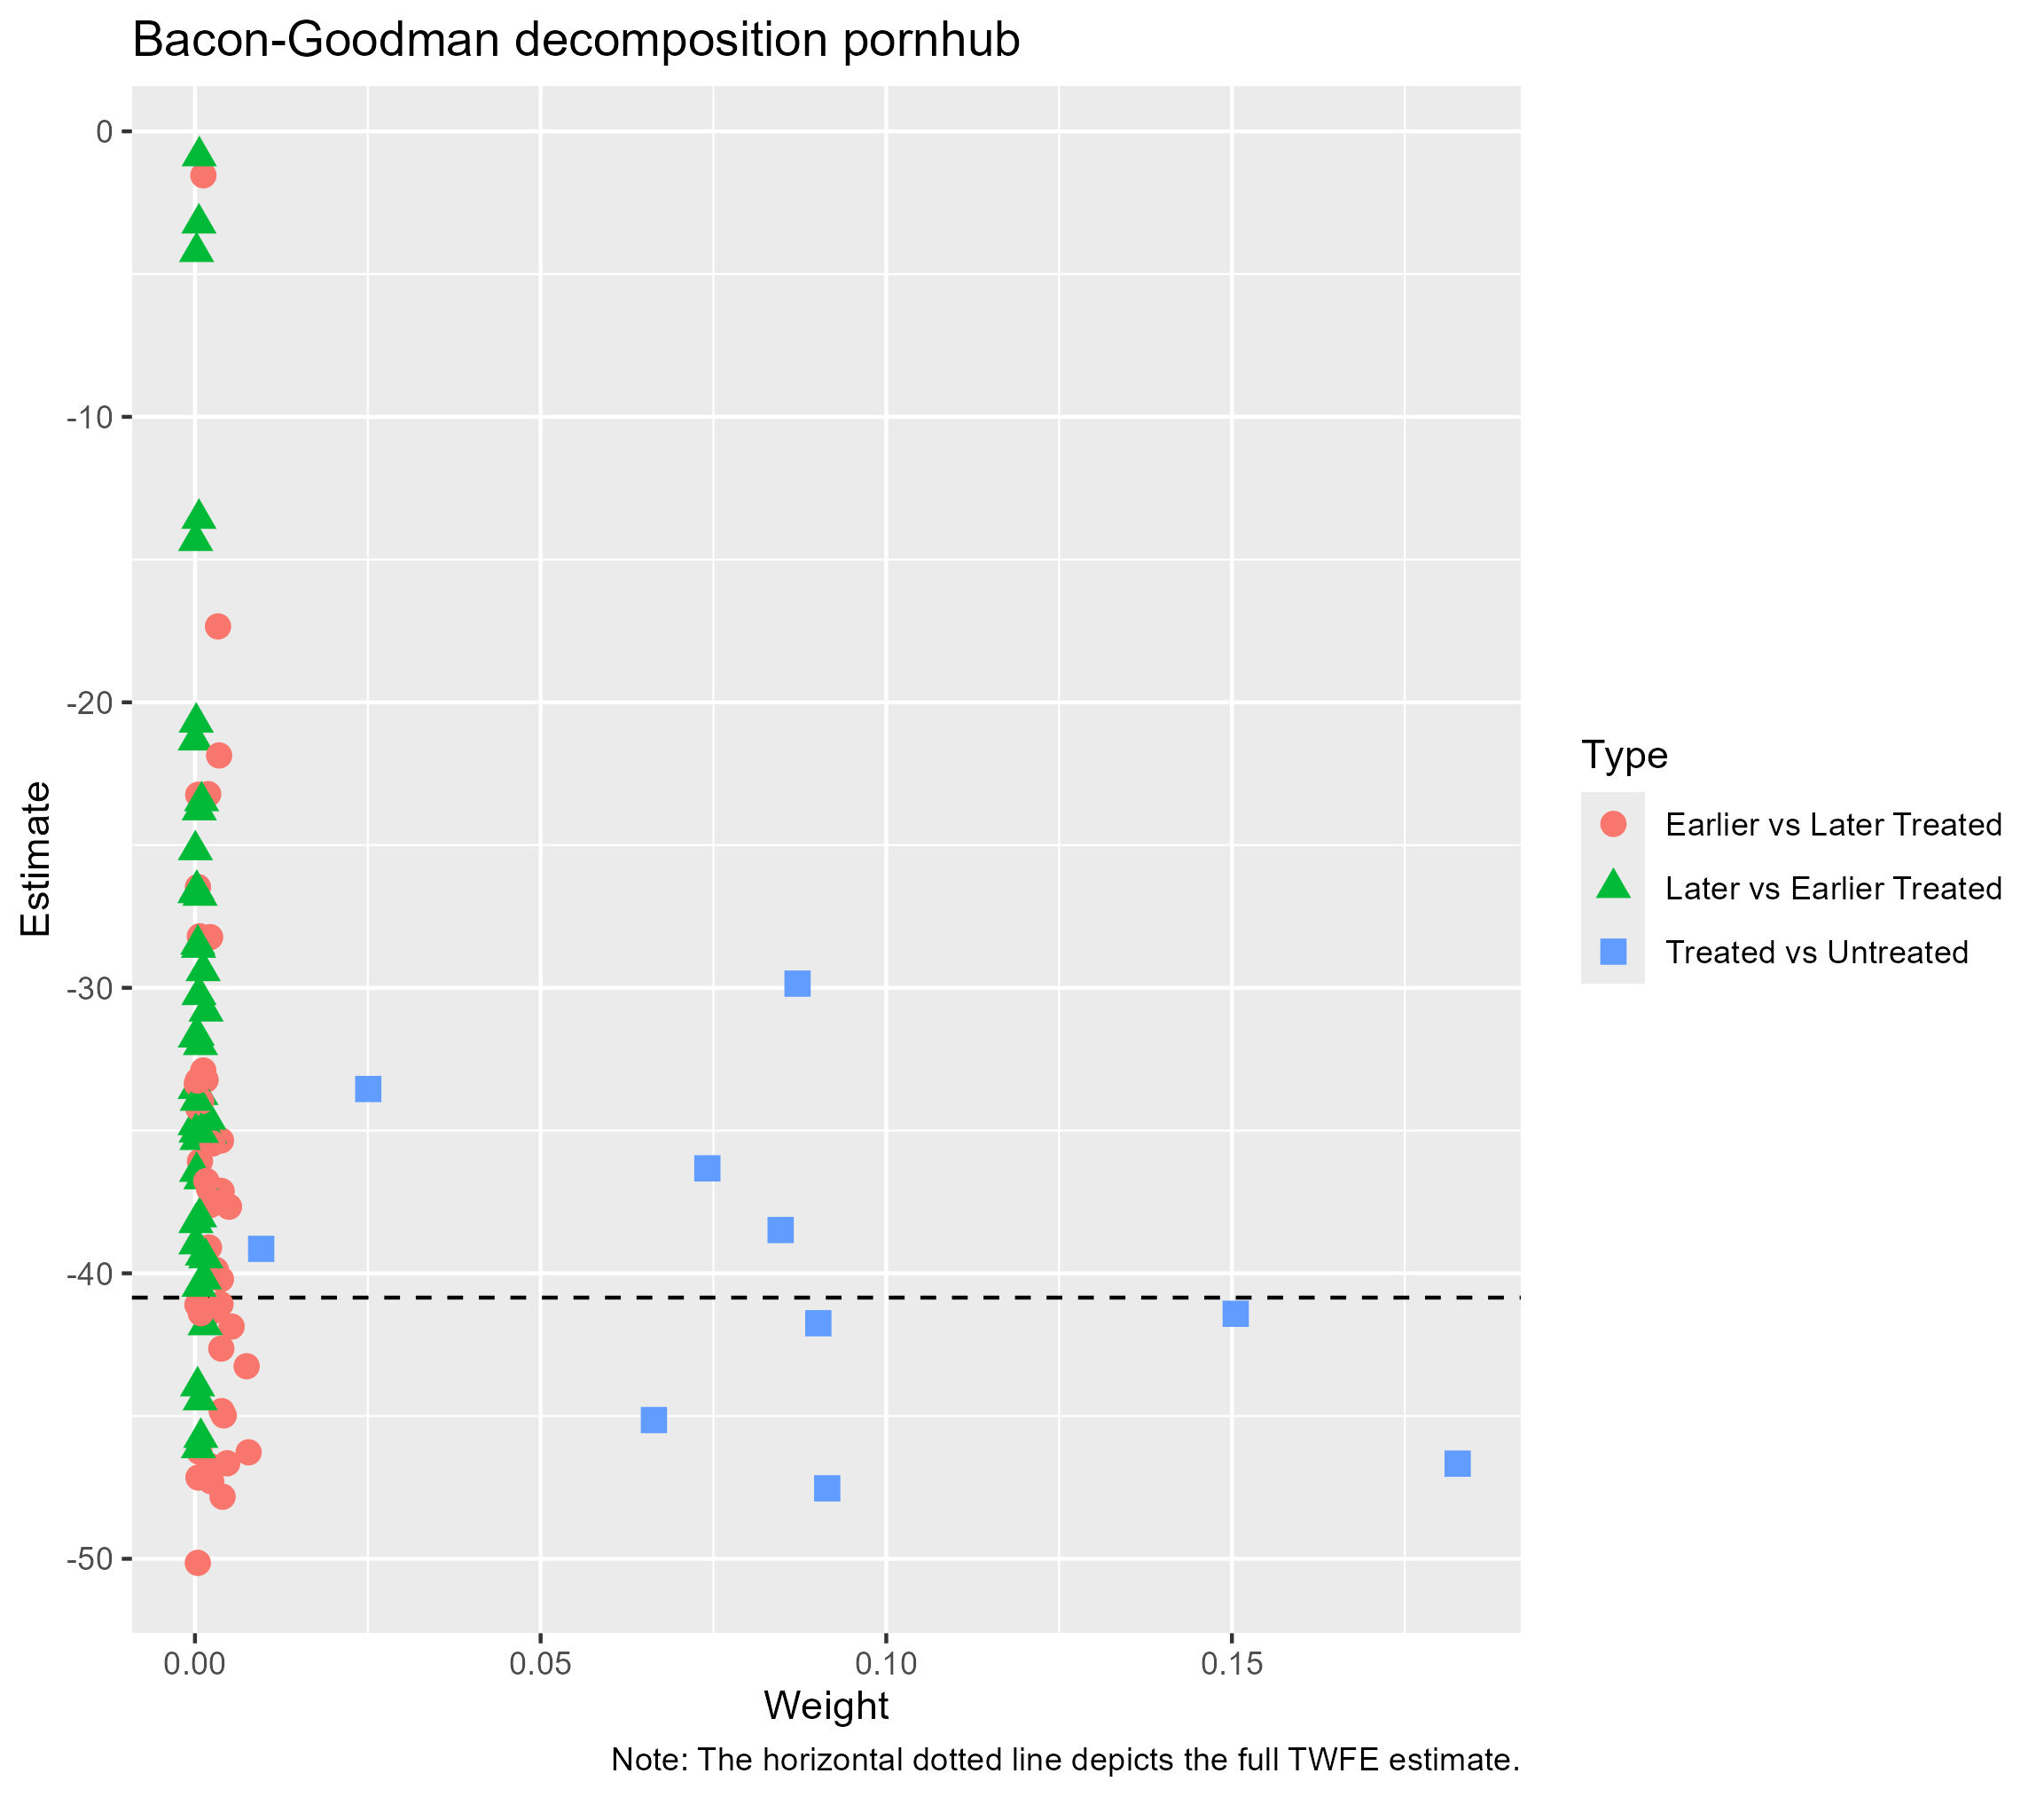 Bacon-Goodman decomposition pornhub
0
-10
-20
-30
-40
-50
Estimate
0.00 0.05 0.10 0.15
Weight
Note: The horizontal dotted line depicts the full TWFE estimate.
Type
Earlier vs Later Treated
Later vs Earlier Treated
Treated vs Untreated